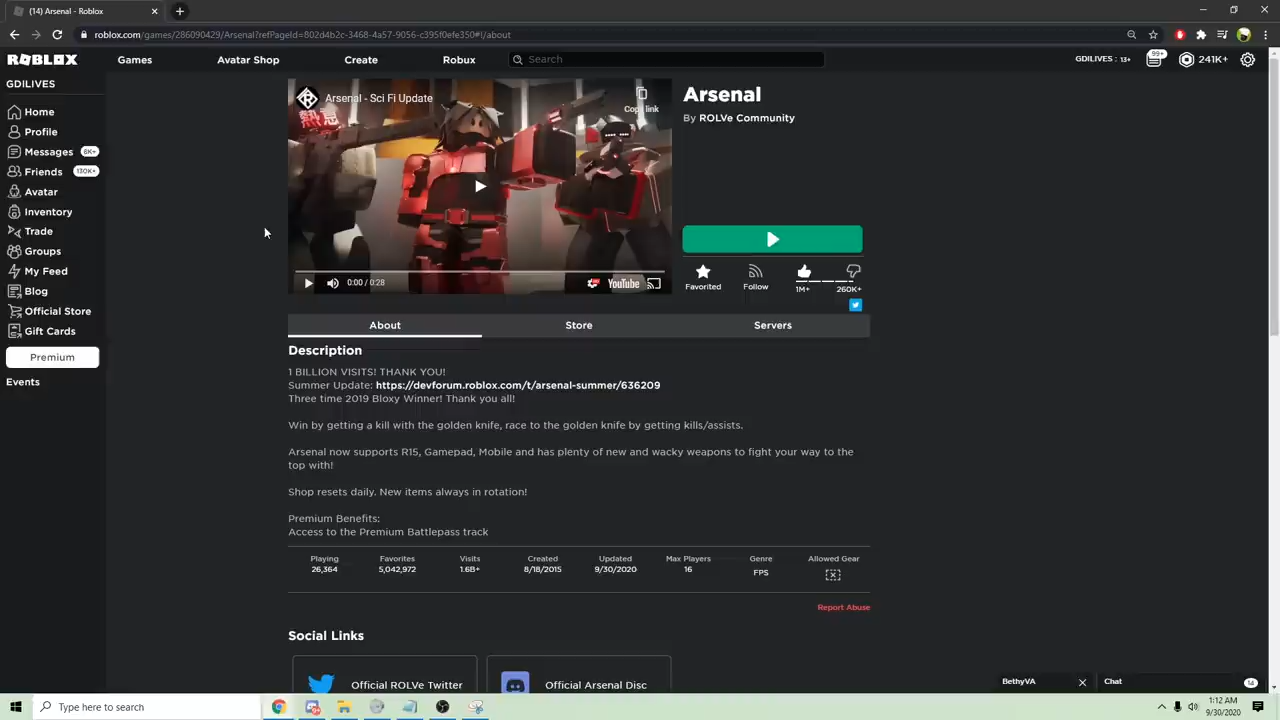 (14) Arsenal - Roblox
roblox.com/games/286090429/Arsenal?refPageId=802d4b2c-3468-4a57-9056-c395f0efe350#!/about
ROBLOX Games Avatar Shop Create Robux Search GDILIVES : 13+ 99+ 241K+
GDILIVES
Home
Profile
Messages 6K+
Friends 130K+
Avatar
Inventory
Trade
Groups
My Feed
Blog
Official Store
Gift Cards
Premium
Events
Arsenal - Sci Fi Update
Copy link
0:00 / 0:28
YouTube
Arsenal
By ROLVe Community
Favorited Follow 1M+ 260K+
About Store Servers
Description
1 BILLION VISITS! THANK YOU!
Summer Update: https://devforum.roblox.com/t/arsenal-summer/636209
Three time 2019 Bloxy Winner! Thank you all!
Win by getting a kill with the golden knife, race to the golden knife by getting kills/assists.
Arsenal now supports R15, Gamepad, Mobile and has plenty of new and wacky weapons to fight your way to the
top with!
Shop resets daily. New items always in rotation!
Premium Benefits:
Access to the Premium Battlepass track
Playing Favorites Visits Created Updated Max Players Genre Allowed Gear
26,364 5,042,972 1.6B+ 8/18/2015 9/30/2020 16 FPS
Report Abuse
Social Links
Official ROLVe Twitter Official Arsenal Disc
BethyVA Chat 14
Type here to search
1:12 AM
9/30/2020